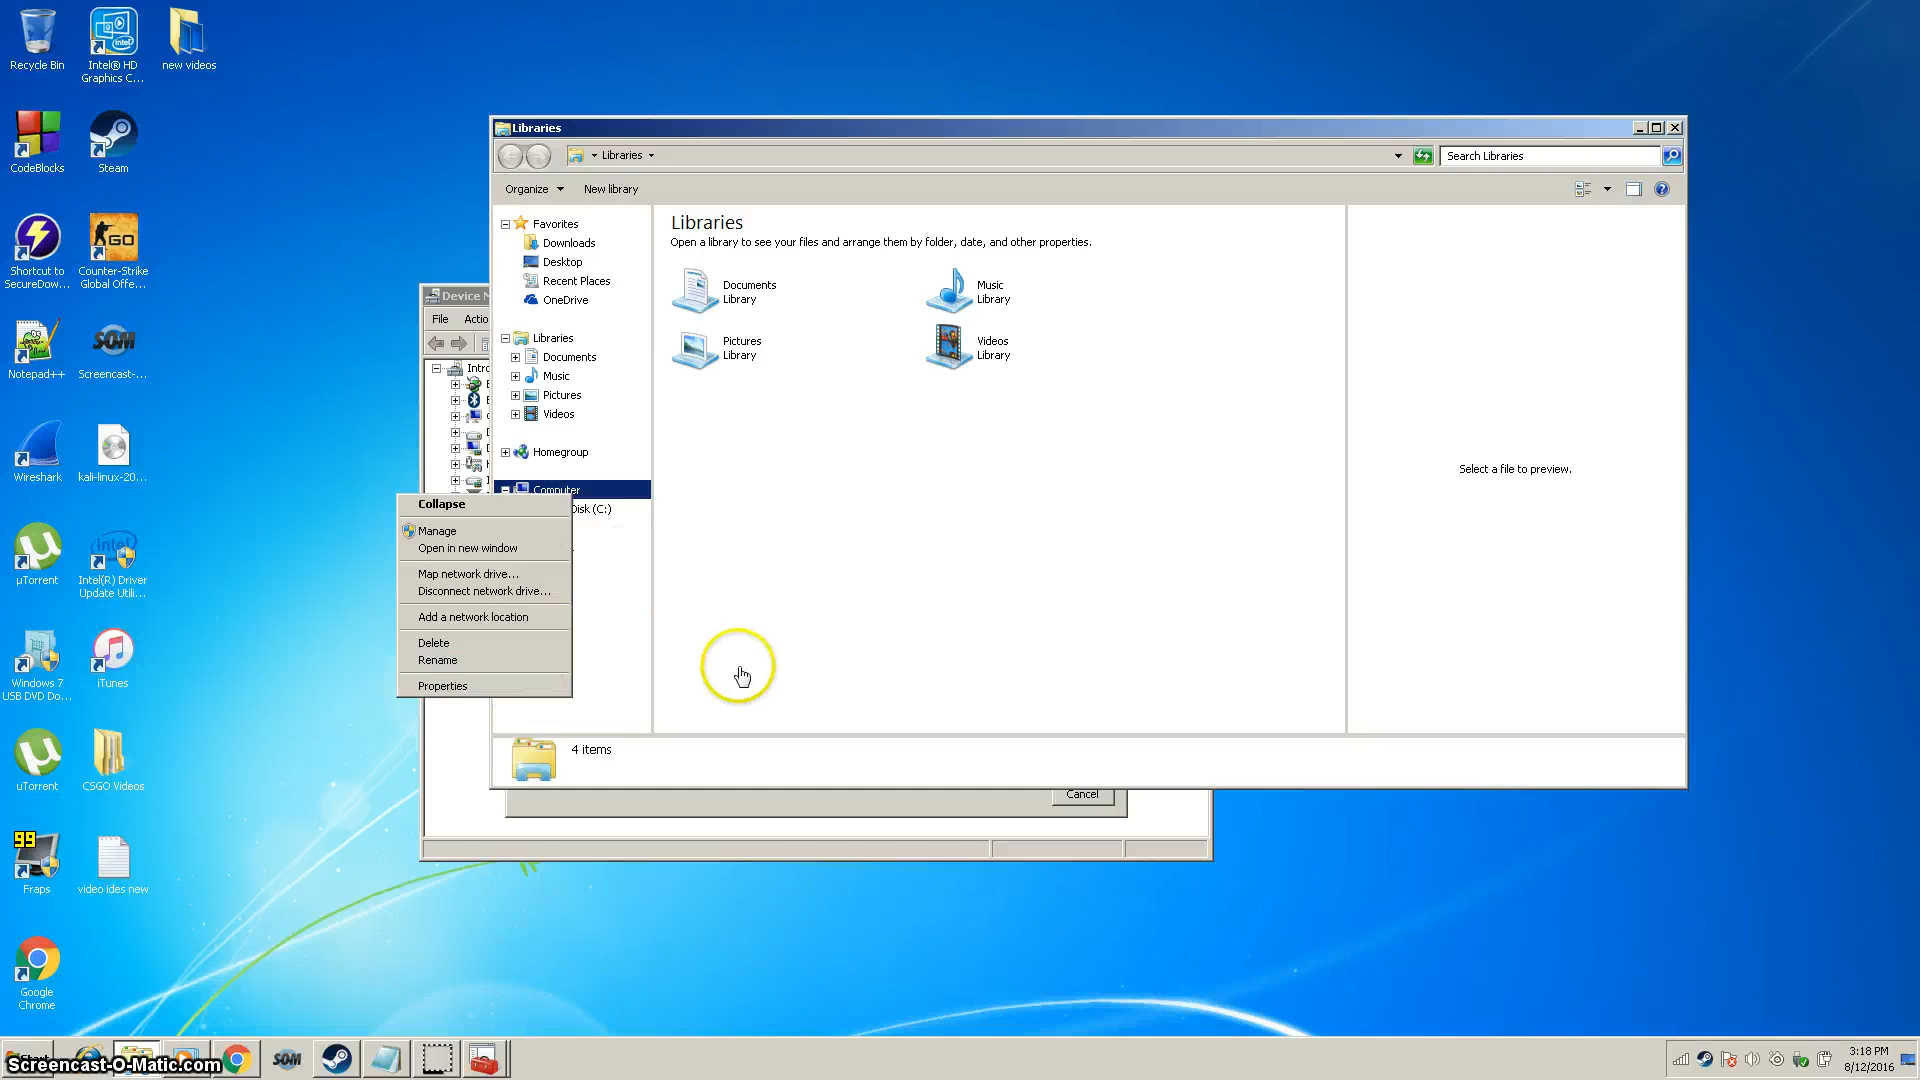 Recycle Bin
Intel® HD
Graphics C...
new videos
CodeBlocks
Steam
Shortcut to
SecureDow...
Counter-Strike
Global Offe...
Notepad++
Screencast-...
Wireshark
kali-linux-20...
µTorrent
Intel(R) Driver
Update Utili...
Windows 7
USB DVD Do...
iTunes
uTorrent
CSGO Videos
99
Fraps
video ides new
Google
Chrome
Libraries
Libraries
Search Libraries
Organize
New library
Favorites
Downloads
Desktop
Recent Places
OneDrive
Libraries
Documents
Music
Pictures
Videos
Homegroup
Computer
Disk (C:)
Libraries
Open a library to see your files and arrange them by folder, date, and other properties.
Documents
Library
Music
Library
Pictures
Library
Videos
Library
Select a file to preview.
4 items
Device M
File
Actio
Intro
Collapse
Manage
Open in new window
Map network drive...
Disconnect network drive...
Add a network location
Delete
Rename
Properties
Cancel
Screencast-O-Matic.com
SOM
3:18 PM
8/12/2016